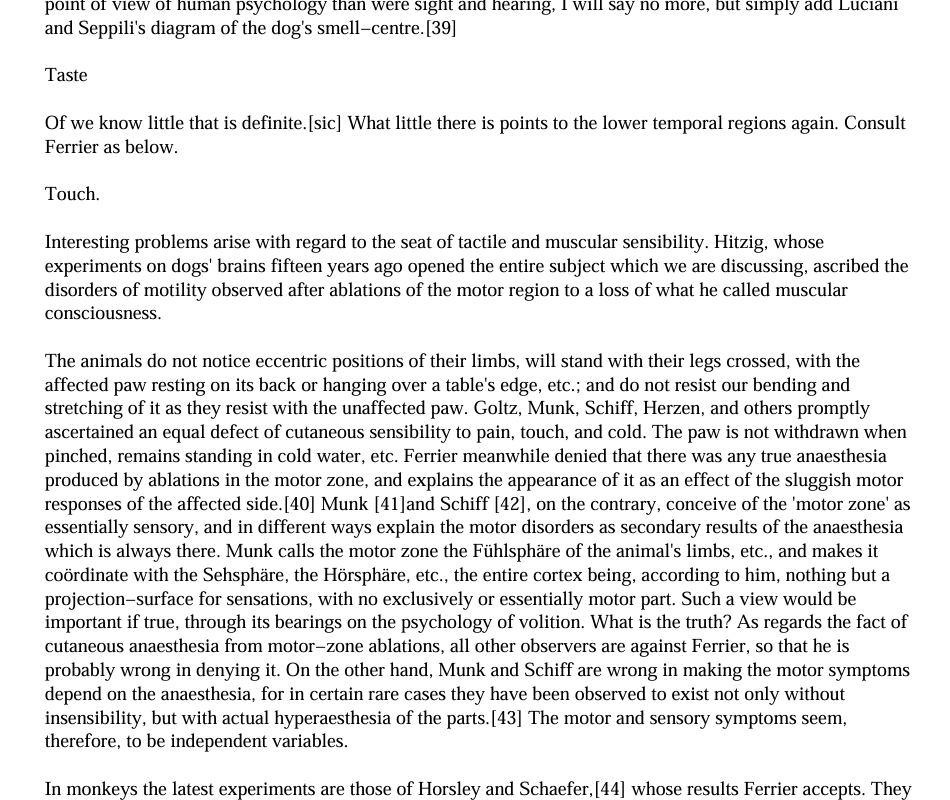 point of view of human psychology than were sight and hearing, I will say no more, but simply add Luciani
and Seppili's diagram of the dog's smell−centre.[39]
Taste
Of we know little that is definite.[sic] What little there is points to the lower temporal regions again. Consult
Ferrier as below.
Touch.
Interesting problems arise with regard to the seat of tactile and muscular sensibility. Hitzig, whose
experiments on dogs' brains fifteen years ago opened the entire subject which we are discussing, ascribed the
disorders of motility observed after ablations of the motor region to a loss of what he called muscular
consciousness.
The animals do not notice eccentric positions of their limbs, will stand with their legs crossed, with the
affected paw resting on its back or hanging over a table's edge, etc.; and do not resist our bending and
stretching of it as they resist with the unaffected paw. Goltz, Munk, Schiff, Herzen, and others promptly
ascertained an equal defect of cutaneous sensibility to pain, touch, and cold. The paw is not withdrawn when
pinched, remains standing in cold water, etc. Ferrier meanwhile denied that there was any true anaesthesia
produced by ablations in the motor zone, and explains the appearance of it as an effect of the sluggish motor
responses of the affected side.[40] Munk [41]and Schiff [42], on the contrary, conceive of the 'motor zone' as
essentially sensory, and in different ways explain the motor disorders as secondary results of the anaesthesia
which is always there. Munk calls the motor zone the Fühlsphäre of the animal's limbs, etc., and makes it
coördinate with the Sehsphäre, the Hörsphäre, etc., the entire cortex being, according to him, nothing but a
projection−surface for sensations, with no exclusively or essentially motor part. Such a view would be
important if true, through its bearings on the psychology of volition. What is the truth? As regards the fact of
cutaneous anaesthesia from motor−zone ablations, all other observers are against Ferrier, so that he is
probably wrong in denying it. On the other hand, Munk and Schiff are wrong in making the motor symptoms
depend on the anaesthesia, for in certain rare cases they have been observed to exist not only without
insensibility, but with actual hyperaesthesia of the parts.[43] The motor and sensory symptoms seem,
therefore, to be independent variables.
In monkeys the latest experiments are those of Horsley and Schaefer,[44] whose results Ferrier accepts. They